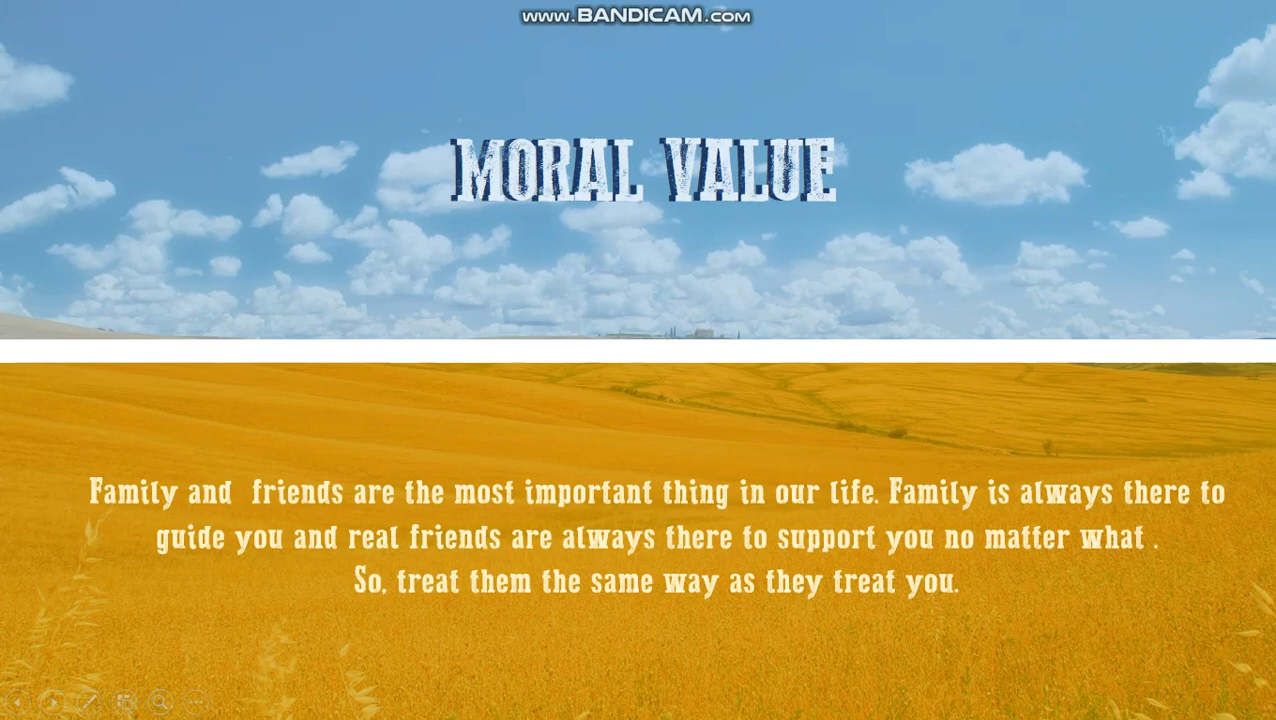 www.BANDICAM.com
MORAL VALUE
Family and friends are the most important thing in our life. Family is always there to
guide you and real friends are always there to support you no matter what .
So, treat them the same way as they treat you.